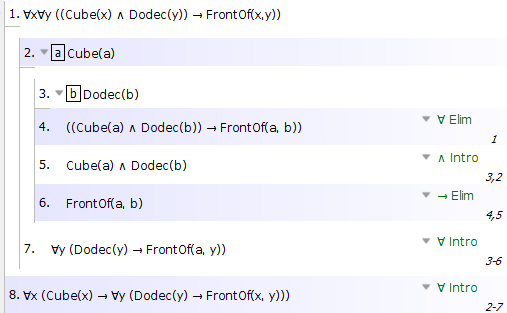 1. ∀x∀y ((Cube(x) ∧ Dodec(y)) → FrontOf(x,y))
2. a Cube(a)
3. b Dodec(b)
4. ((Cube(a) ∧ Dodec(b)) → FrontOf(a, b)) ∀ Elim
1
5. Cube(a) ∧ Dodec(b) ∧ Intro
3,2
6. FrontOf(a, b) → Elim
4,5
7. ∀y (Dodec(y) → FrontOf(a, y)) ∀ Intro
3-6
8. ∀x (Cube(x) → ∀y (Dodec(y) → FrontOf(x, y))) ∀ Intro
2-7